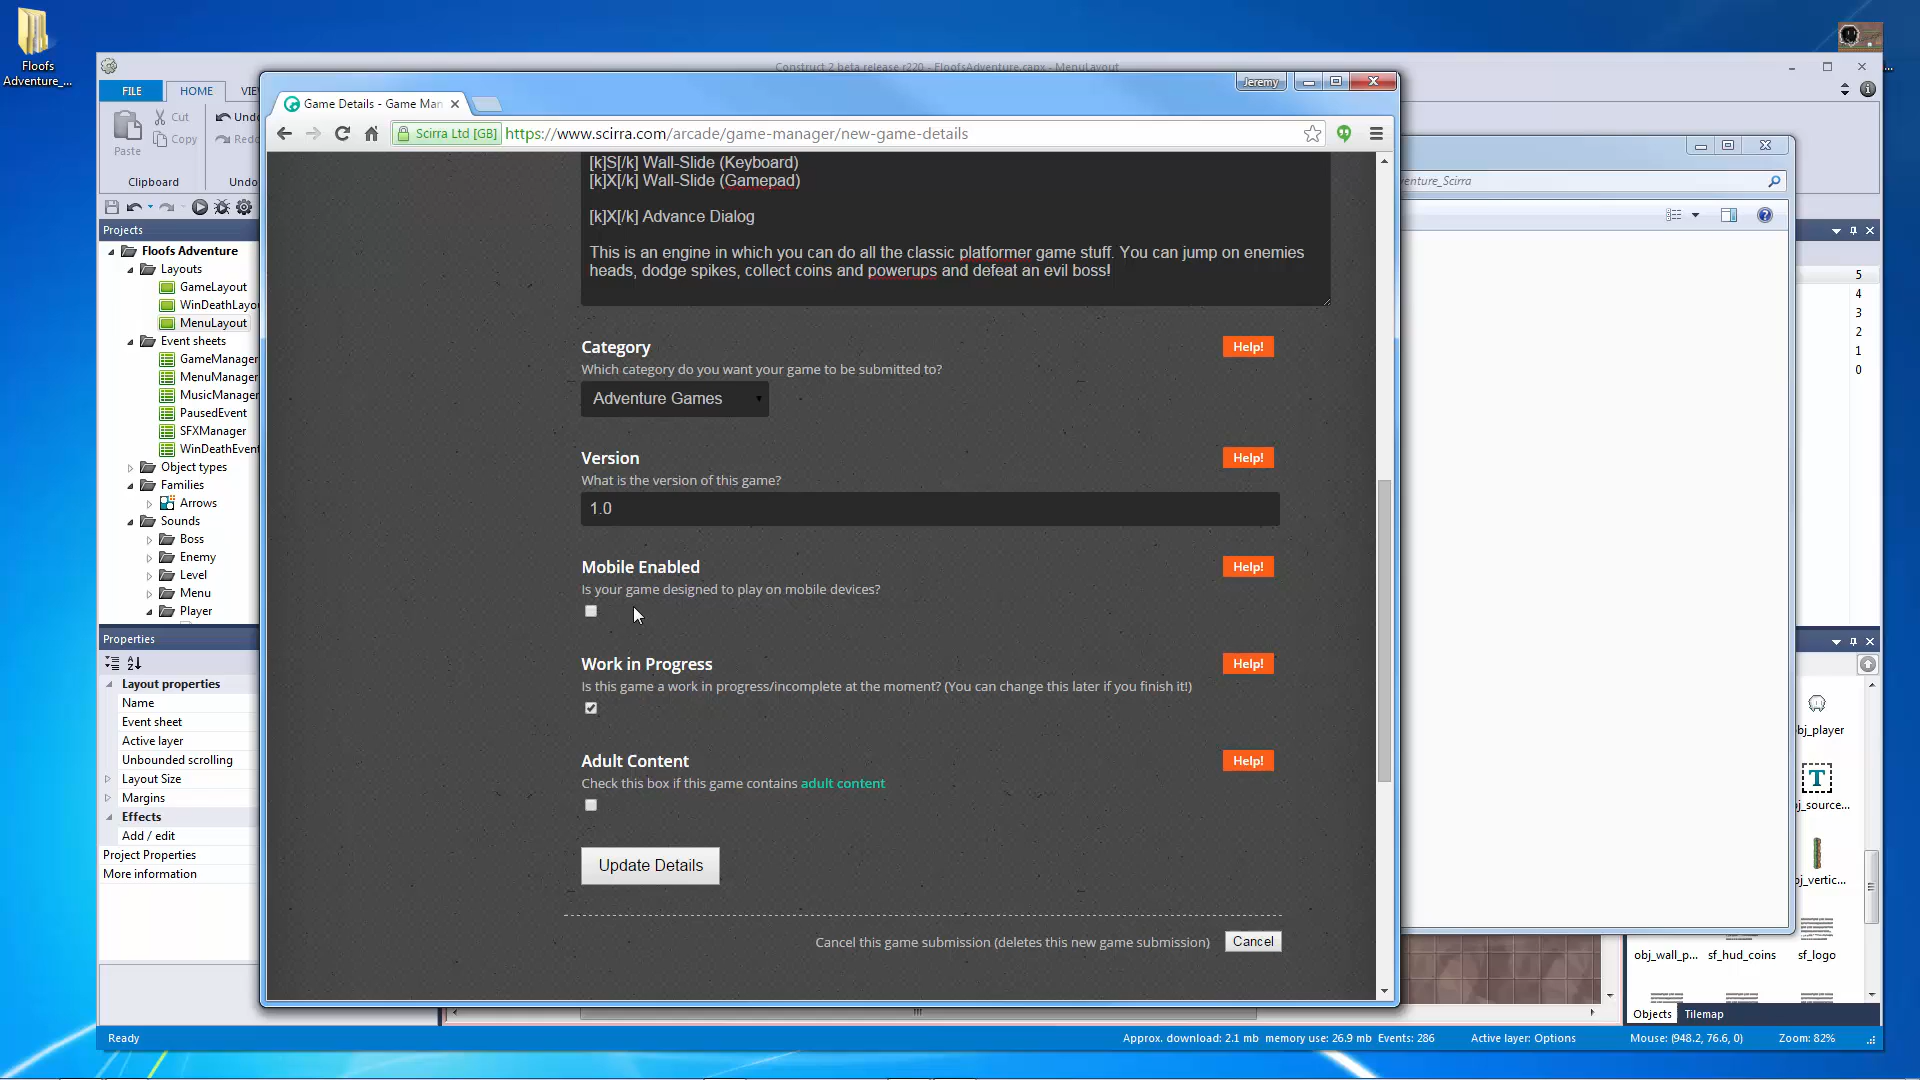 Floofs
Adventure_...
Construct 2 beta release r220 - FloofsAdventure.capx - MenuLayout
FILE
HOME
VIE
Paste
Cut
Copy
Clipboard
Undo
Redo
Undo
Projects
Floofs Adventure
Layouts
GameLayout
WinDeathLayo
MenuLayout
Event sheets
GameManager
MenuManager
MusicManager
PausedEvent
SFXManager
WinDeathEvent
Object types
Families
Arrows
Sounds
Boss
Enemy
Level
Menu
Player
Properties
Layout properties
Name
Event sheet
Active layer
Unbounded scrolling
Layout Size
Margins
Effects
Add / edit
Project Properties
More information
Ready
Jeremy
Game Details - Game Man
Scirra Ltd [GB]
https://www.scirra.com/arcade/game-manager/new-game-details
[k]S[/k] Wall-Slide (Keyboard)
[k]X[/k] Wall-Slide (Gamepad)
[k]X[/k] Advance Dialog
This is an engine in which you can do all the classic platformer game stuff. You can jump on enemies
heads, dodge spikes, collect coins and powerups and defeat an evil boss!
Category
Help!
Which category do you want your game to be submitted to?
Adventure Games
Version
Help!
What is the version of this game?
1.0
Mobile Enabled
Help!
Is your game designed to play on mobile devices?
Work in Progress
Help!
Is this game a work in progress/incomplete at the moment? (You can change this later if you finish it!)
Adult Content
Help!
Check this box if this game contains adult content
Update Details
Cancel this game submission (deletes this new game submission)
Cancel
venture_Scirra
5
4
3
2
1
0
bj_player
bj_source...
bj_vertic...
obj_wall_p...
sf_hud_coins
sf_logo
Objects
Tilemap
Approx. download: 2.1 mb memory use: 26.9 mb Events: 286
Active layer: Options
Mouse: (948.2, 76.6, 0)
Zoom: 82%